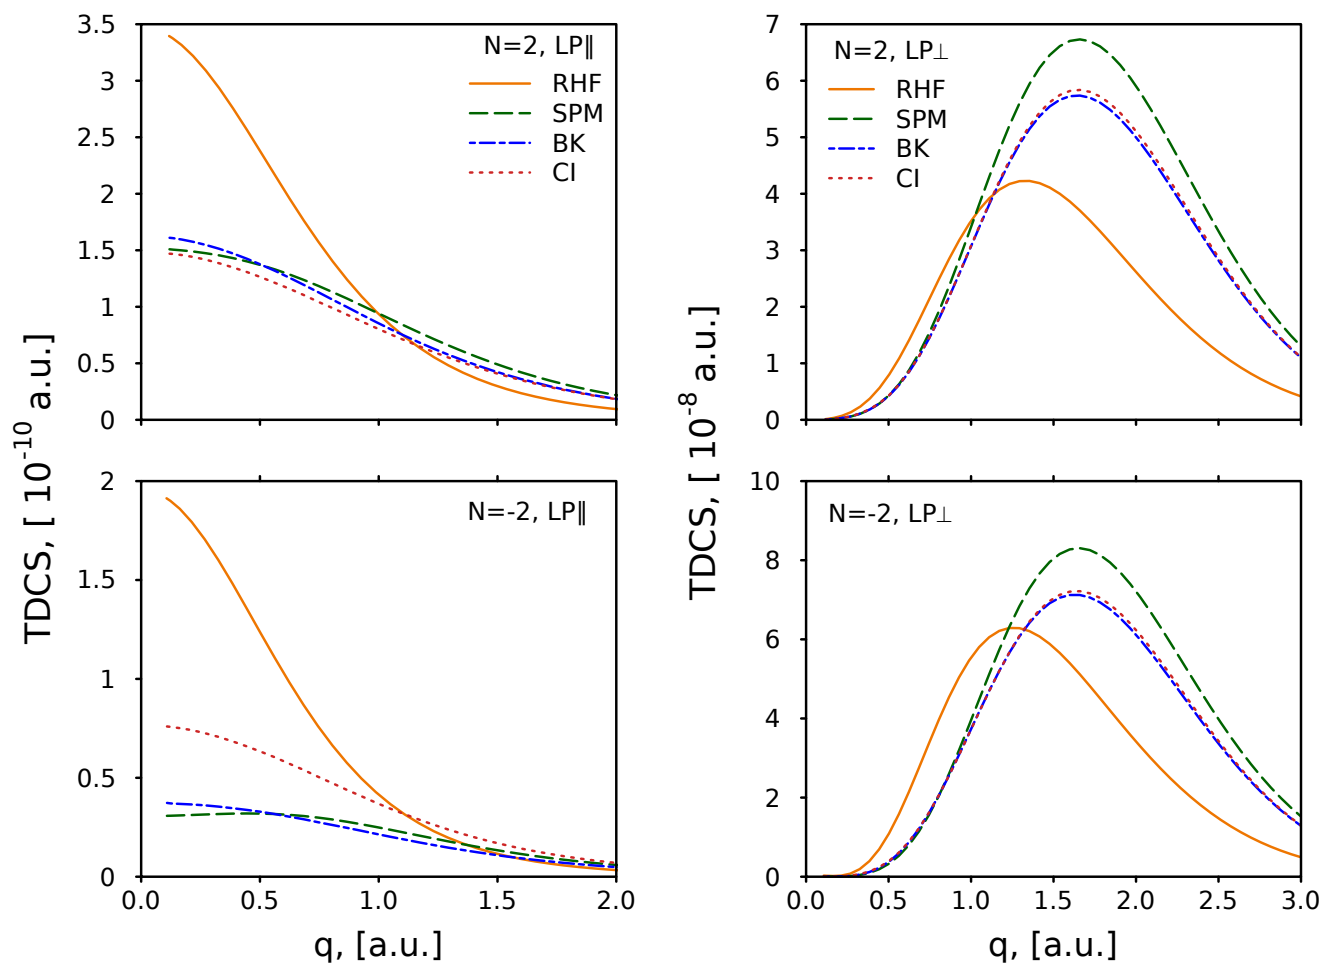 N=2, LP∥
RHF
SPM
BK
CI
3.5
3
2.5
2
1.5
1
0.5
0
N=2, LP⊥
RHF
SPM
BK
CI
7
6
5
4
3
2
1
0
TDCS, [ 10⁻¹⁰ a.u.]
TDCS, [ 10⁻⁸ a.u.]
N=-2, LP∥
2
1.5
1
0.5
0
0.0 0.5 1.0 1.5 2.0
q, [a.u.]
N=-2, LP⊥
10
8
6
4
2
0
0.0 0.5 1.0 1.5 2.0 2.5 3.0
q, [a.u.]